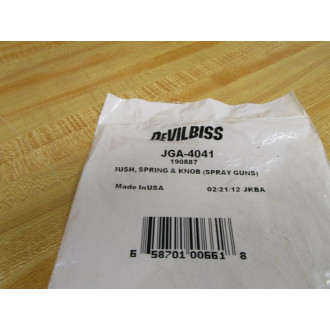 DEVILBISS
JGA-4041
190887
IUSH, SPRING & KNOB (SPRAY GUNS)
Made In USA 02/21/12 JKBA
6 58701 00661 8